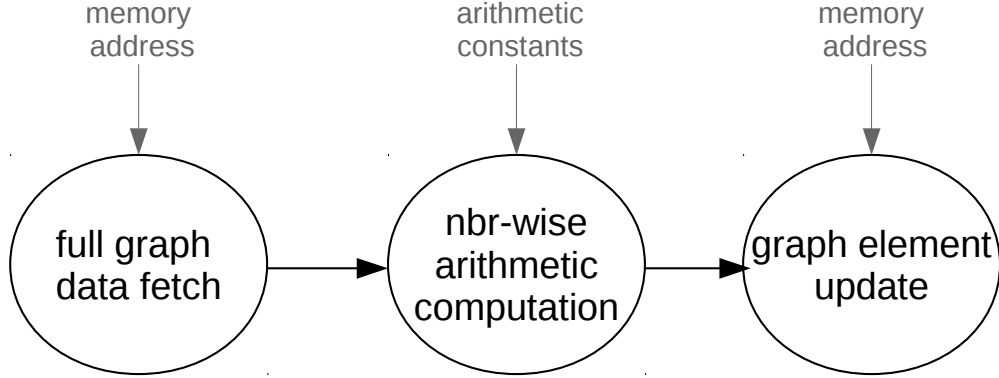 memory
address
arithmetic
constants
memory
address
full graph
data fetch
nbr-wise
arithmetic
computation
graph element
update